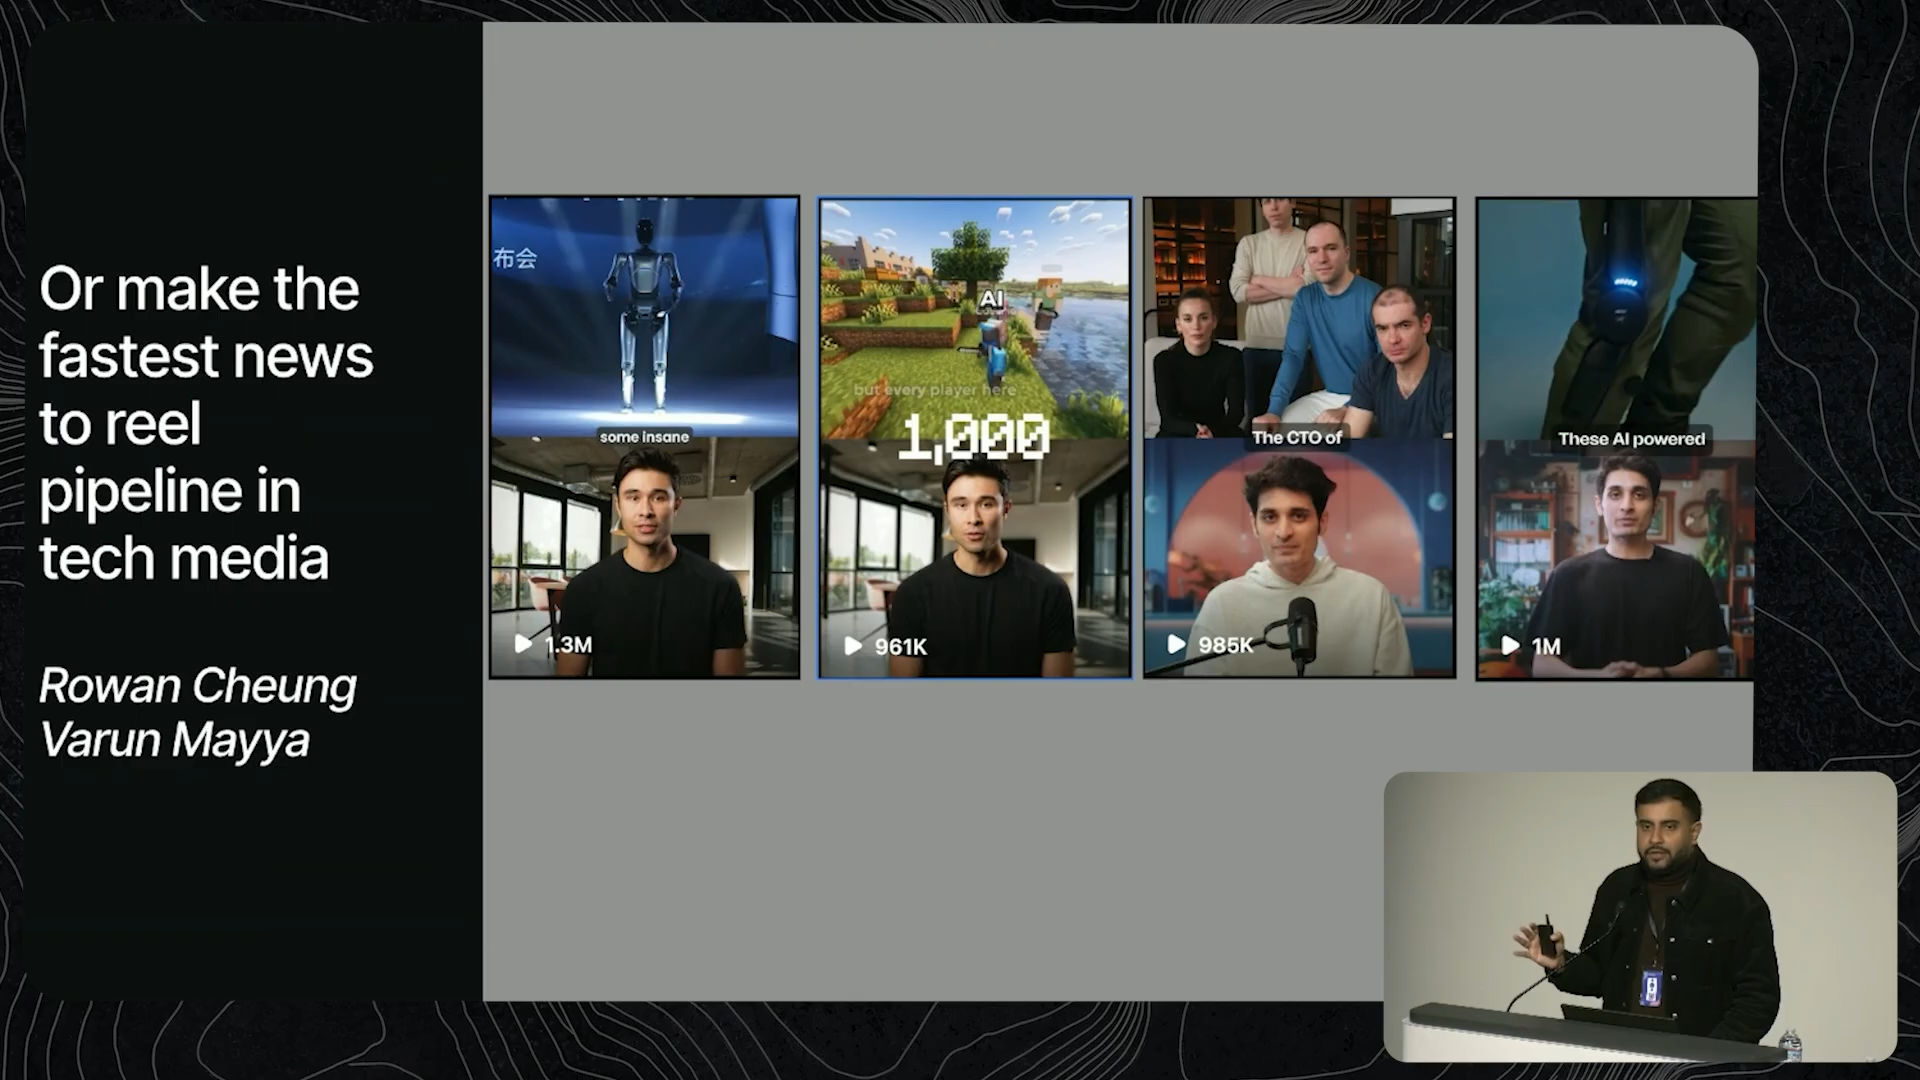 Or make the
fastest news
to reel
pipeline in
tech media
Rowan Cheung
Varun Mayya
布会
some insane
1.3M
AI
but every player here
1,000
961K
The CTO of
985K
These AI powered
1M